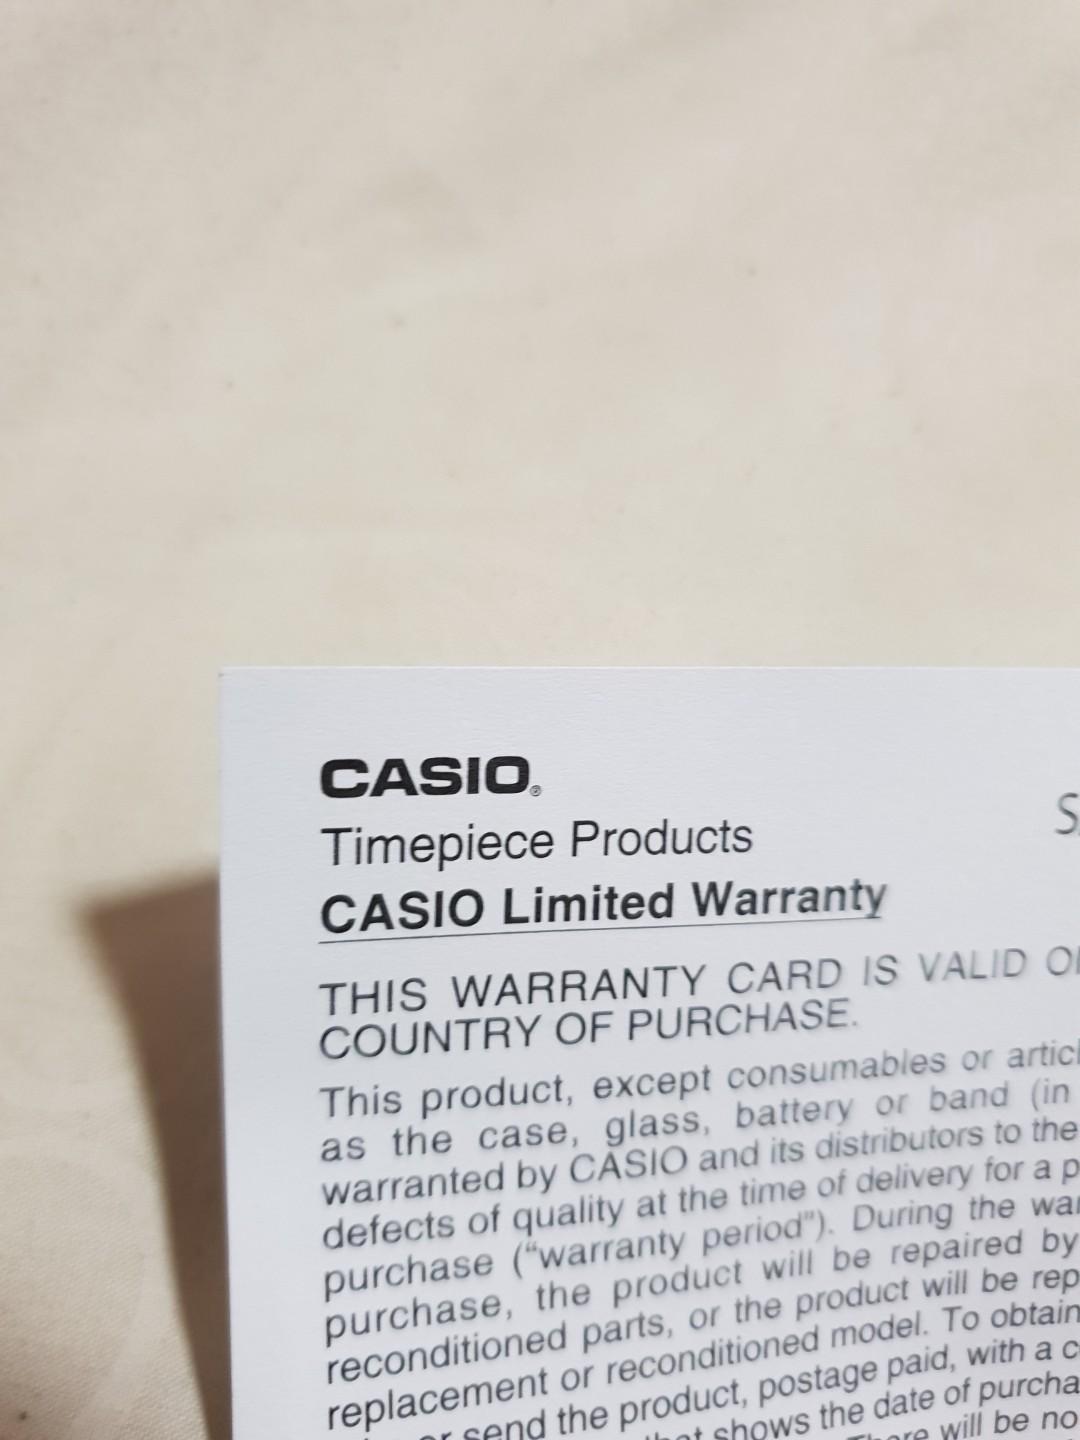 CASIO®
Timepiece Products
CASIO Limited Warranty
THIS WARRANTY CARD IS VALID
COUNTRY OF PURCHASE.
This product, except consumables or
as the case, glass, battery or band (in
warranted by CASIO and its distributors to the
defects of quality at the time of delivery for a
purchase ("warranty period"). During the
purchase, the product will be repaired by
reconditioned parts, or the product will be
replacement or reconditioned model. To obtain
or send the product, postage paid, with a
that shows the date of
There will be no